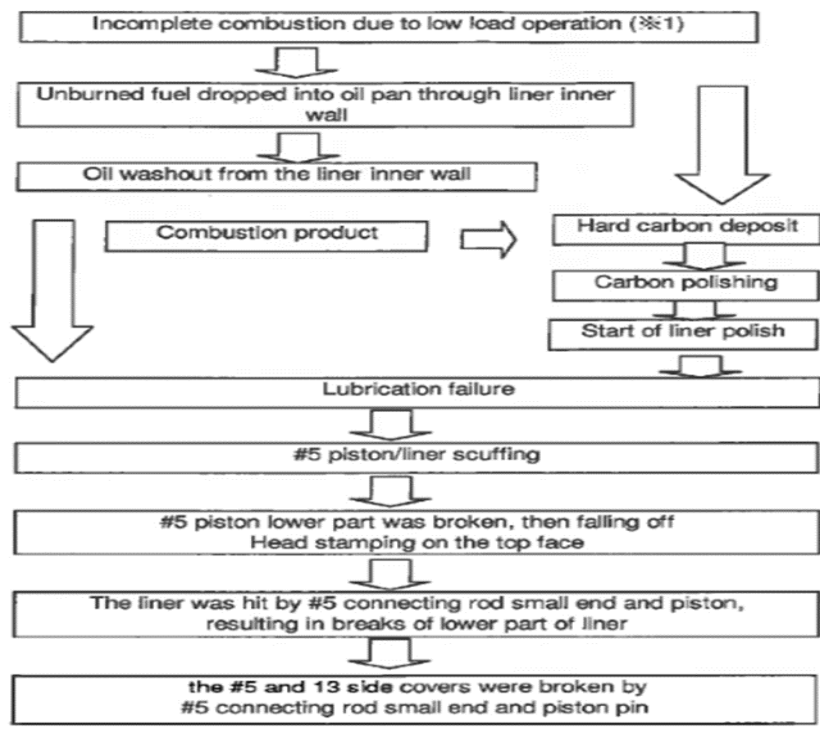 Incomplete combustion due to low load operation (※1)
Unburned fuel dropped into oil pan through liner inner
wall
Oil washout from the liner inner wall
Combustion product
Hard carbon deposit
Carbon polishing
Start of liner polish
Lubrication failure
#5 piston/liner scuffing
#5 piston lower part was broken, then falling off
Head stamping on the top face
The liner was hit by #5 connecting rod small end and piston,
resulting in breaks of lower part of liner
the #5 and 13 side covers were broken by
#5 connecting rod small end and piston pin